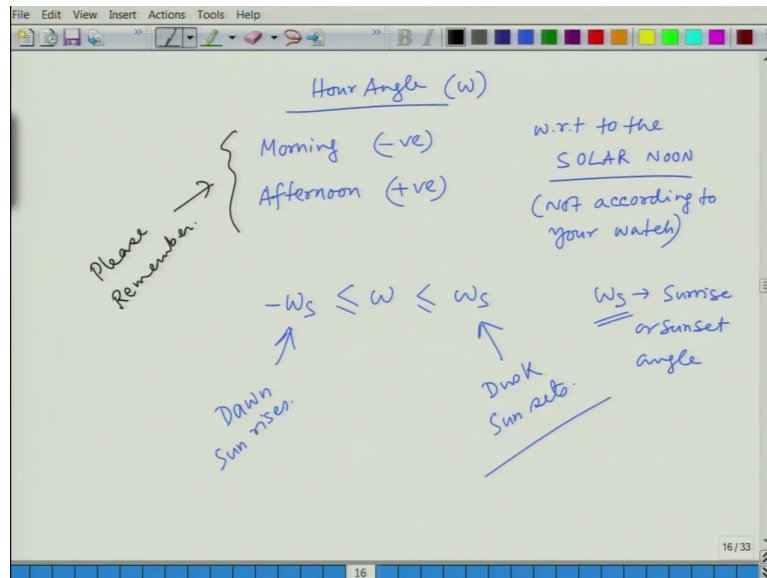 File Edit View Insert Actions Tools Help
Hour Angle (ω)
Morning (-ve)
Afternoon (+ve)
Please
Remember.
w.r.t to the
SOLAR NOON
(Not according to
your watch)
-ωs ≤ ω ≤ ωs
ωs → Sunrise
or sunset
angle
Dawn
Sun rises.
Dusk
Sun sets.
16 / 33
16